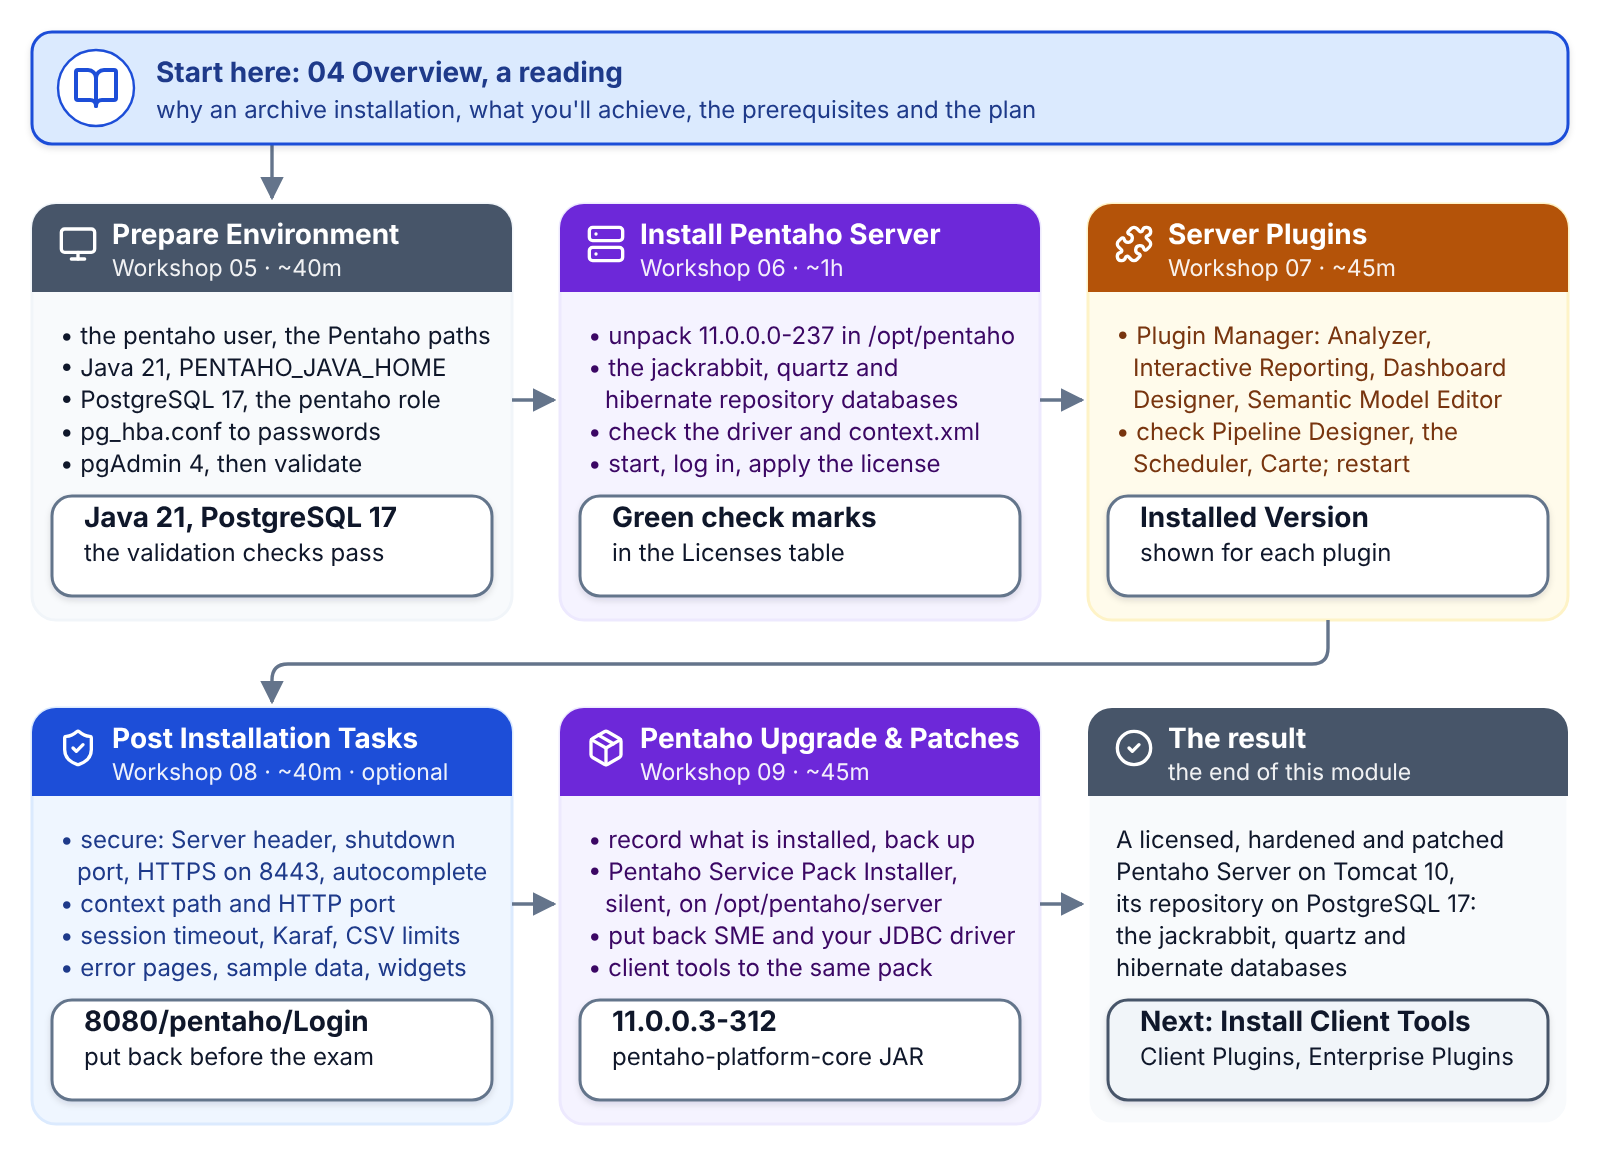 Start here: 04 Overview, a reading
why an archive installation, what you'll achieve, the prerequisites and the plan
Prepare Environment
Workshop 05 · ~40m
• the pentaho user, the Pentaho paths
• Java 21, PENTAHO_JAVA_HOME
• PostgreSQL 17, the pentaho role
• pg_hba.conf to passwords
• pgAdmin 4, then validate
Java 21, PostgreSQL 17
the validation checks pass
Install Pentaho Server
Workshop 06 · ~1h
• unpack 11.0.0.0-237 in /opt/pentaho
• the jackrabbit, quartz and
hibernate repository databases
• check the driver and context.xml
• start, log in, apply the license
Green check marks
in the Licenses table
Server Plugins
Workshop 07 · ~45m
• Plugin Manager: Analyzer,
Interactive Reporting, Dashboard
Designer, Semantic Model Editor
• check Pipeline Designer, the
Scheduler, Carte; restart
Installed Version
shown for each plugin
Post Installation Tasks
Workshop 08 · ~40m · optional
• secure: Server header, shutdown
port, HTTPS on 8443, autocomplete
• context path and HTTP port
• session timeout, Karaf, CSV limits
• error pages, sample data, widgets
8080/pentaho/Login
put back before the exam
Pentaho Upgrade & Patches
Workshop 09 · ~45m
• record what is installed, back up
• Pentaho Service Pack Installer,
silent, on /opt/pentaho/server
• put back SME and your JDBC driver
• client tools to the same pack
11.0.0.3-312
pentaho-platform-core JAR
The result
the end of this module
A licensed, hardened and patched
Pentaho Server on Tomcat 10,
its repository on PostgreSQL 17:
the jackrabbit, quartz and
hibernate databases
Next: Install Client Tools
Client Plugins, Enterprise Plugins